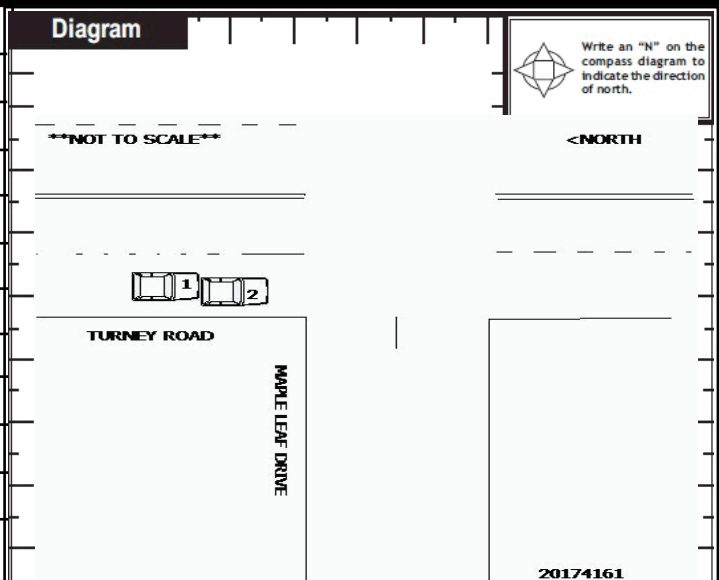 Diagram
Write an “N” on the
compass diagram to
indicate the direction
of north.
**NOT TO SCALE**
<NORTH
1
2
TURNEY ROAD
MAPLE LEAF DRIVE
20174161